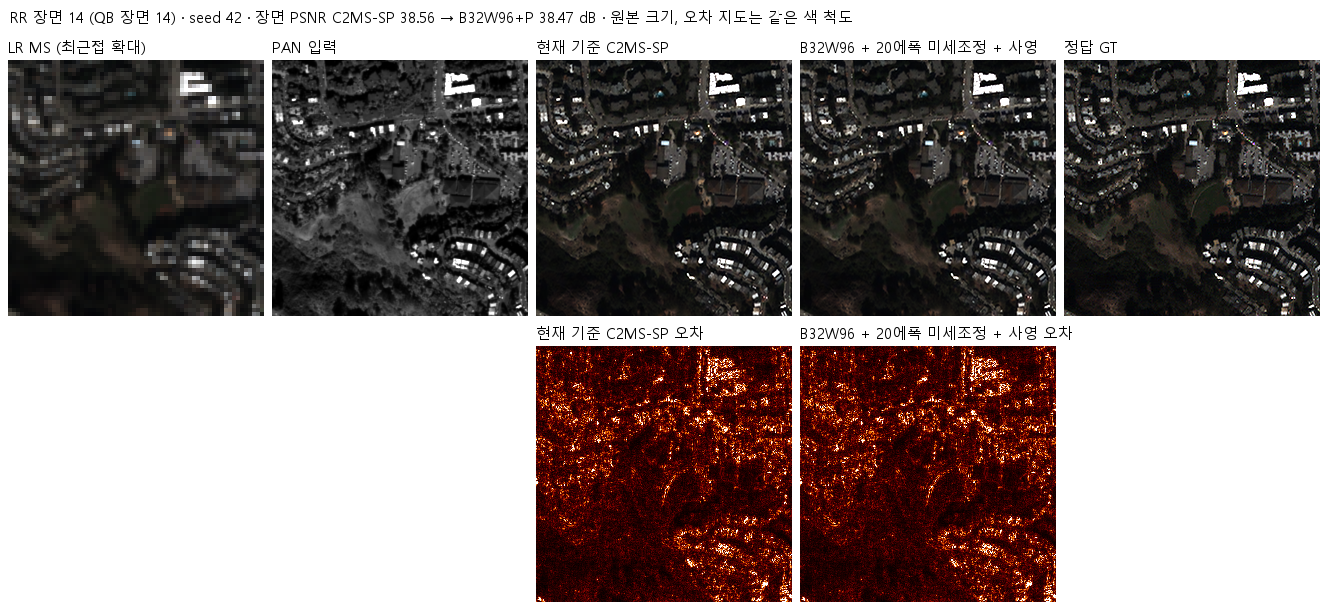 RR 장면 14 (QB 장면 14) · seed 42 · 장면 PSNR C2MS-SP 38.56 → B32W96+P 38.47 dB · 원본 크기, 오차 지도는 같은 색 척도
LR MS (최근접 확대)
PAN 입력
현재 기준 C2MS-SP
B32W96 + 20에폭 미세조정 + 사영
정답 GT
현재 기준 C2MS-SP 오차
B32W96 + 20에폭 미세조정 + 사영 오차